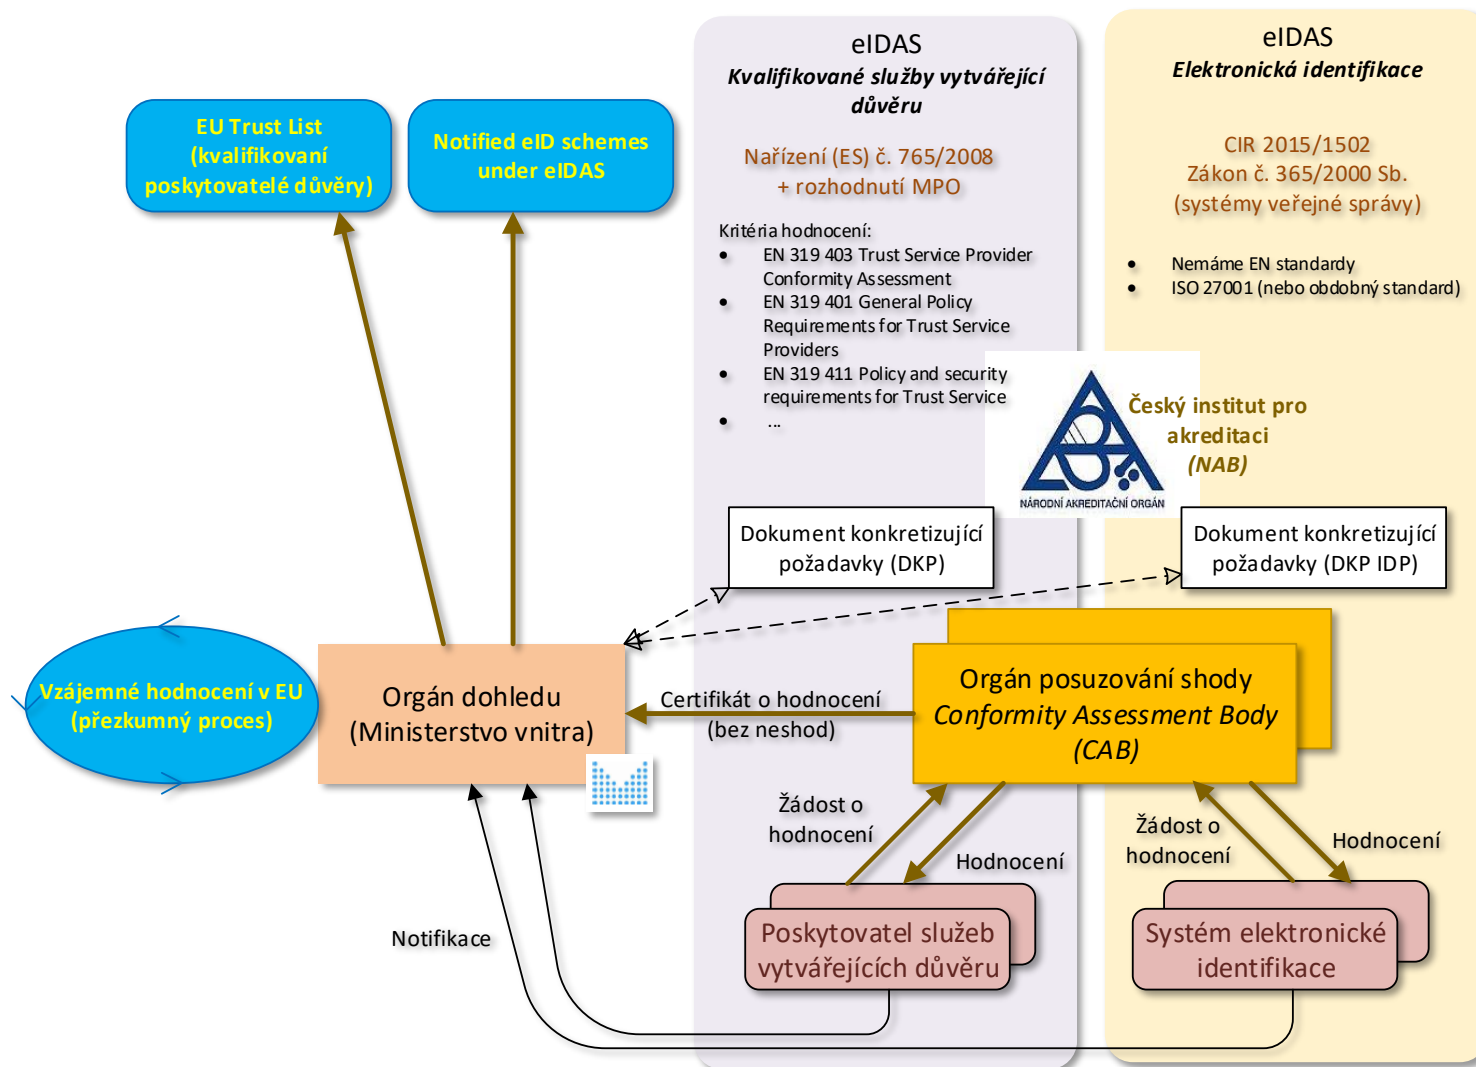 eIDAS
Kvalifikované služby vytvářející
důvěru
Nařízení (ES) č. 765/2008
+ rozhodnutí MPO
Kritéria hodnocení:
• EN 319 403 Trust Service Provider
Conformity Assessment
• EN 319 401 General Policy
Requirements for Trust Service
Providers
• EN 319 411 Policy and security
requirements for Trust Service
• ...
eIDAS
Elektronická identifikace
CIR 2015/1502
Zákon č. 365/2000 Sb.
(systémy veřejné správy)
• Nemáme EN standardy
• ISO 27001 (nebo obdobný standard)
EU Trust List
(kvalifikovaní
poskytovatelé důvěry)
Notified eID schemes
under eIDAS
Český institut pro
akreditaci
(NAB)
NÁRODNÍ AKREDITAČNÍ ORGÁN
Dokument konkretizující
požadavky (DKP)
Dokument konkretizující
požadavky (DKP IDP)
Vzájemné hodnocení v EU
(přezkumný proces)
Orgán dohledu
(Ministerstvo vnitra)
Certifikát o hodnocení
(bez neshod)
Orgán posuzování shody
Conformity Assessment Body
(CAB)
Žádost o
hodnocení
Hodnocení
Žádost o
hodnocení
Hodnocení
Notifikace
Poskytovatel služeb
vytvářejících důvěru
Systém elektronické
identifikace